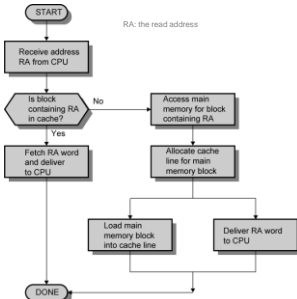 START
RA: the read address
Receive address
RA from CPU
Is block
containing RA
in cache?
No
Access main
memory for block
containing RA
Yes
Fetch RA word
and deliver
to CPU
Allocate cache
line for main
memory block
Load main
memory block
into cache line
Deliver RA word
to CPU
DONE